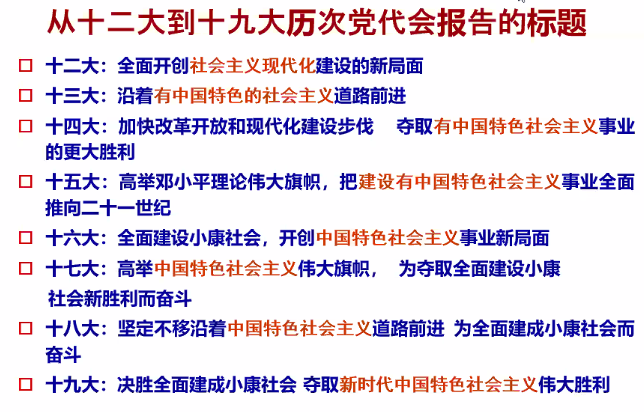 从十二大到十九大历次党代会报告的标题
十二大：全面开创社会主义现代化建设的新局面
十三大：沿着有中国特色的社会主义道路前进
十四大：加快改革开放和现代化建设步伐 夺取有中国特色社会主义事业
的更大胜利
十五大：高举邓小平理论伟大旗帜，把建设有中国特色社会主义事业全面
推向二十一世纪
十六大：全面建设小康社会，开创中国特色社会主义事业新局面
十七大：高举中国特色社会主义伟大旗帜， 为夺取全面建设小康
社会新胜利而奋斗
十八大：坚定不移沿着中国特色社会主义道路前进 为全面建成小康社会而
奋斗
十九大：决胜全面建成小康社会 夺取新时代中国特色社会主义伟大胜利